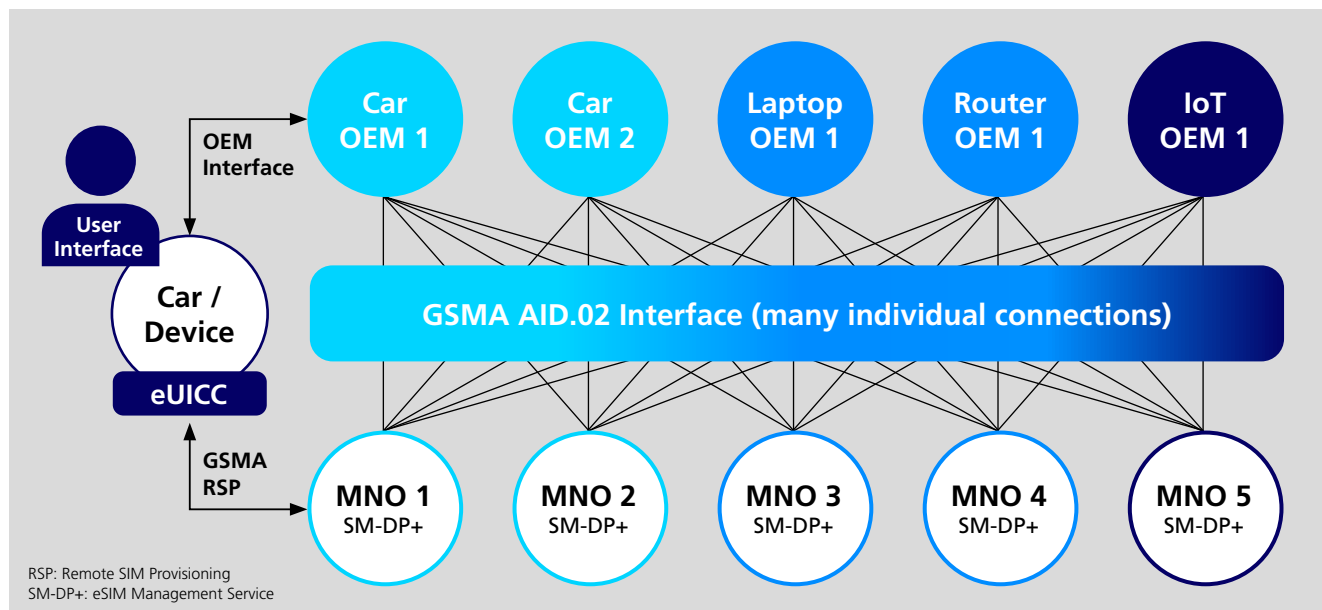 Car
OEM 1
Car
OEM 2
Laptop
OEM 1
Router
OEM 1
IoT
OEM 1
OEM
Interface
User
Interface
Car /
Device
eUICC
GSMA AID.02 Interface (many individual connections)
GSMA
RSP
MNO 1
SM-DP+
MNO 2
SM-DP+
MNO 3
SM-DP+
MNO 4
SM-DP+
MNO 5
SM-DP+
RSP: Remote SIM Provisioning
SM-DP+: eSIM Management Service